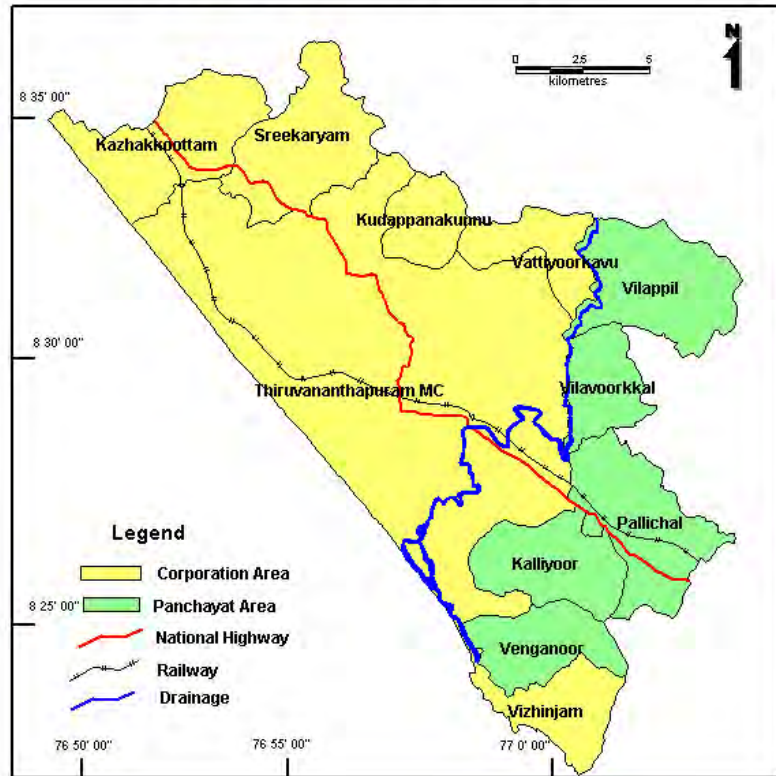 N
0 2.5 5
kilometres
8 35' 00"
Kazhakkoottam
Sreekaryam
Kudappanakunnu
Vattiyoorkavu
Vilappil
8 30' 00"
Thiruvananthapuram MC
Vilavoorkkal
Pallichal
Kalliyoor
8 25' 00"
Venganoor
Vizhinjam
Legend
Corporation Area
Panchayat Area
National Highway
Railway
Drainage
76 50' 00" 76 55' 00" 77 0' 00"